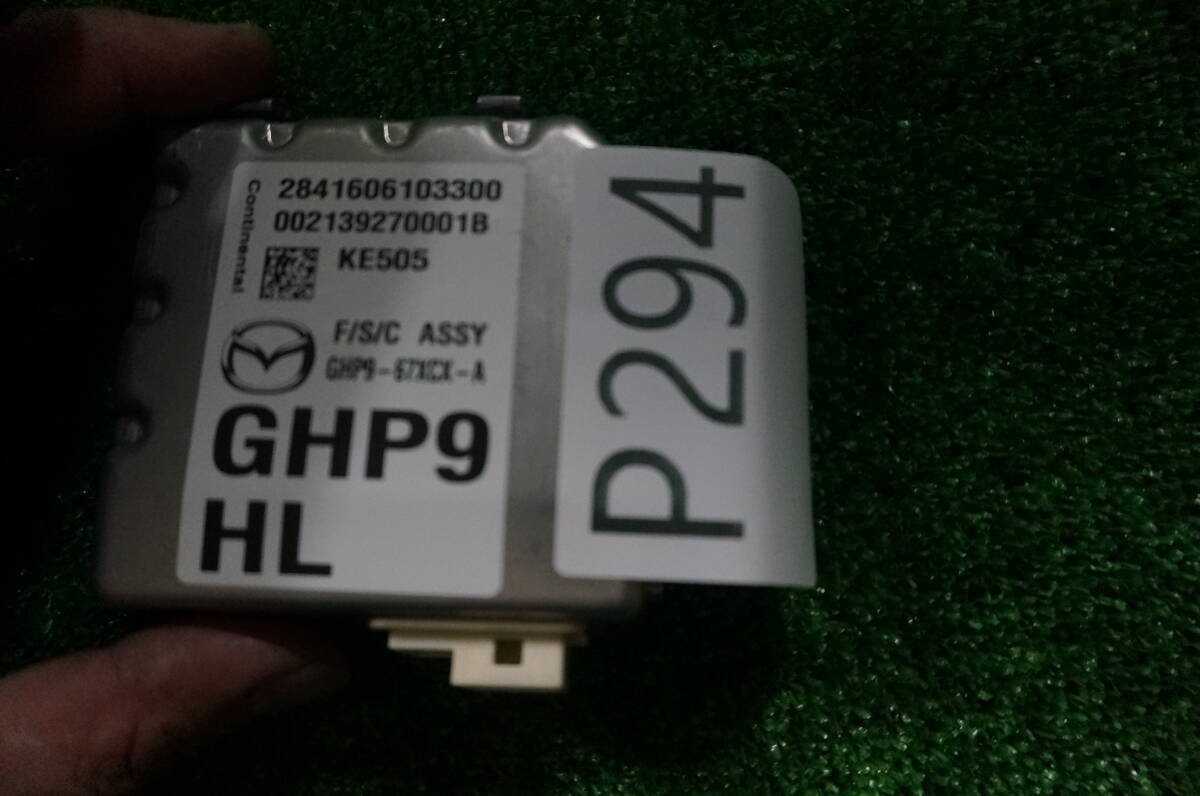 Continental
2841606103300
002139270001B
KE505
F/S/C ASSY
GHP9-67XCX-A
GHP9
HL
P294